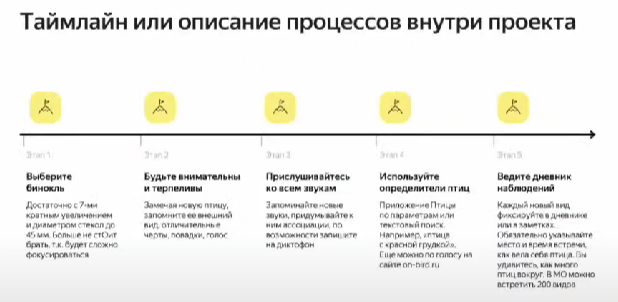 Таймлайн или описание процессов внутри проекта
Этап 1
Выберите
бинокль
Достаточно с 7-ми
кратным увеличением
и диаметром стекол до
45 мм. Больше не стОит
брать, т.к. будет сложно
фокусироваться
Этап 2
Будьте внимательны
и терпеливы
Замечая новую птицу,
запомните ее внешний
вид, отличительные
черты, повадки, голос
Этап 3
Прислушивайтесь
ко всем звукам
Запоминайте новые
звуки, придумывайте к
ним ассоциации, по
возможности запишите
на диктофон
Этап 4
Используйте
определители птиц
Приложение Птицы
по параметрам или
текстовый поиск.
Например, «птица
с красной грудкой».
Еще можно по голосу на
сайте on-bird.ru
Этап 5
Ведите дневник
наблюдений
Каждый новый вид
фиксируйте в дневнике
или в заметках.
Обязательно указывайте
место и время встречи,
как вела себя птица. Вы
удивитесь, как много
птиц вокруг. В МО можно
встретить 200 видов